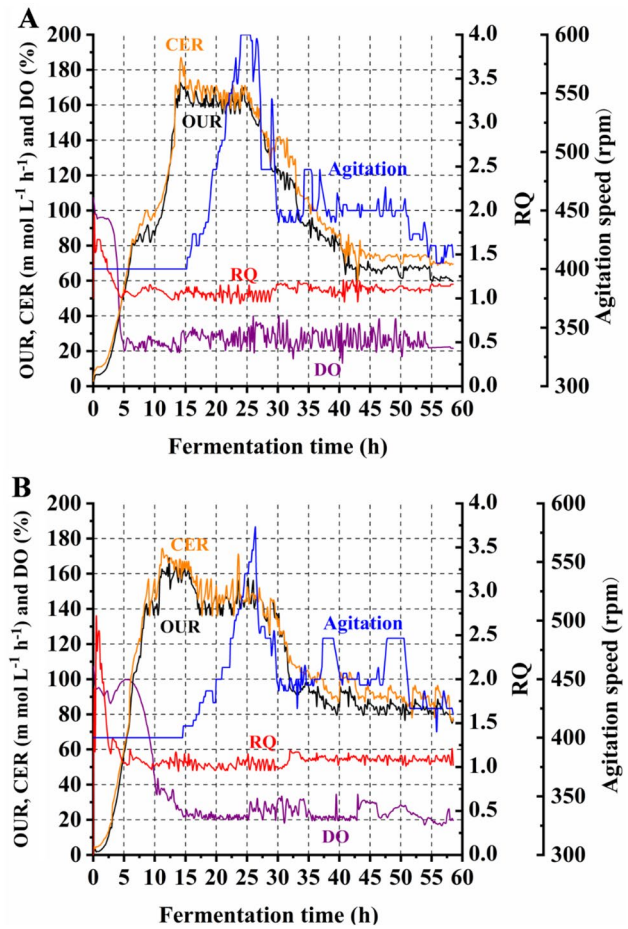 A
200
180
160
140
120
100
80
60
40
20
0
OUR, CER (m mol L⁻¹ h⁻¹) and DO (%)
CER
OUR
Agitation
RQ
DO
4.0
3.5
3.0
2.5
2.0
1.5
1.0
0.5
0.0
RQ
600
550
500
450
400
350
300
Agitation speed (rpm)
0 5 10 15 20 25 30 35 40 45 50 55 60
Fermentation time (h)
B
200
180
160
140
120
100
80
60
40
20
0
OUR, CER (m mol L⁻¹ h⁻¹) and DO (%)
CER
OUR
Agitation
RQ
DO
4.0
3.5
3.0
2.5
2.0
1.5
1.0
0.5
0.0
RQ
600
550
500
450
400
350
300
Agitation speed (rpm)
0 5 10 15 20 25 30 35 40 45 50 55 60
Fermentation time (h)